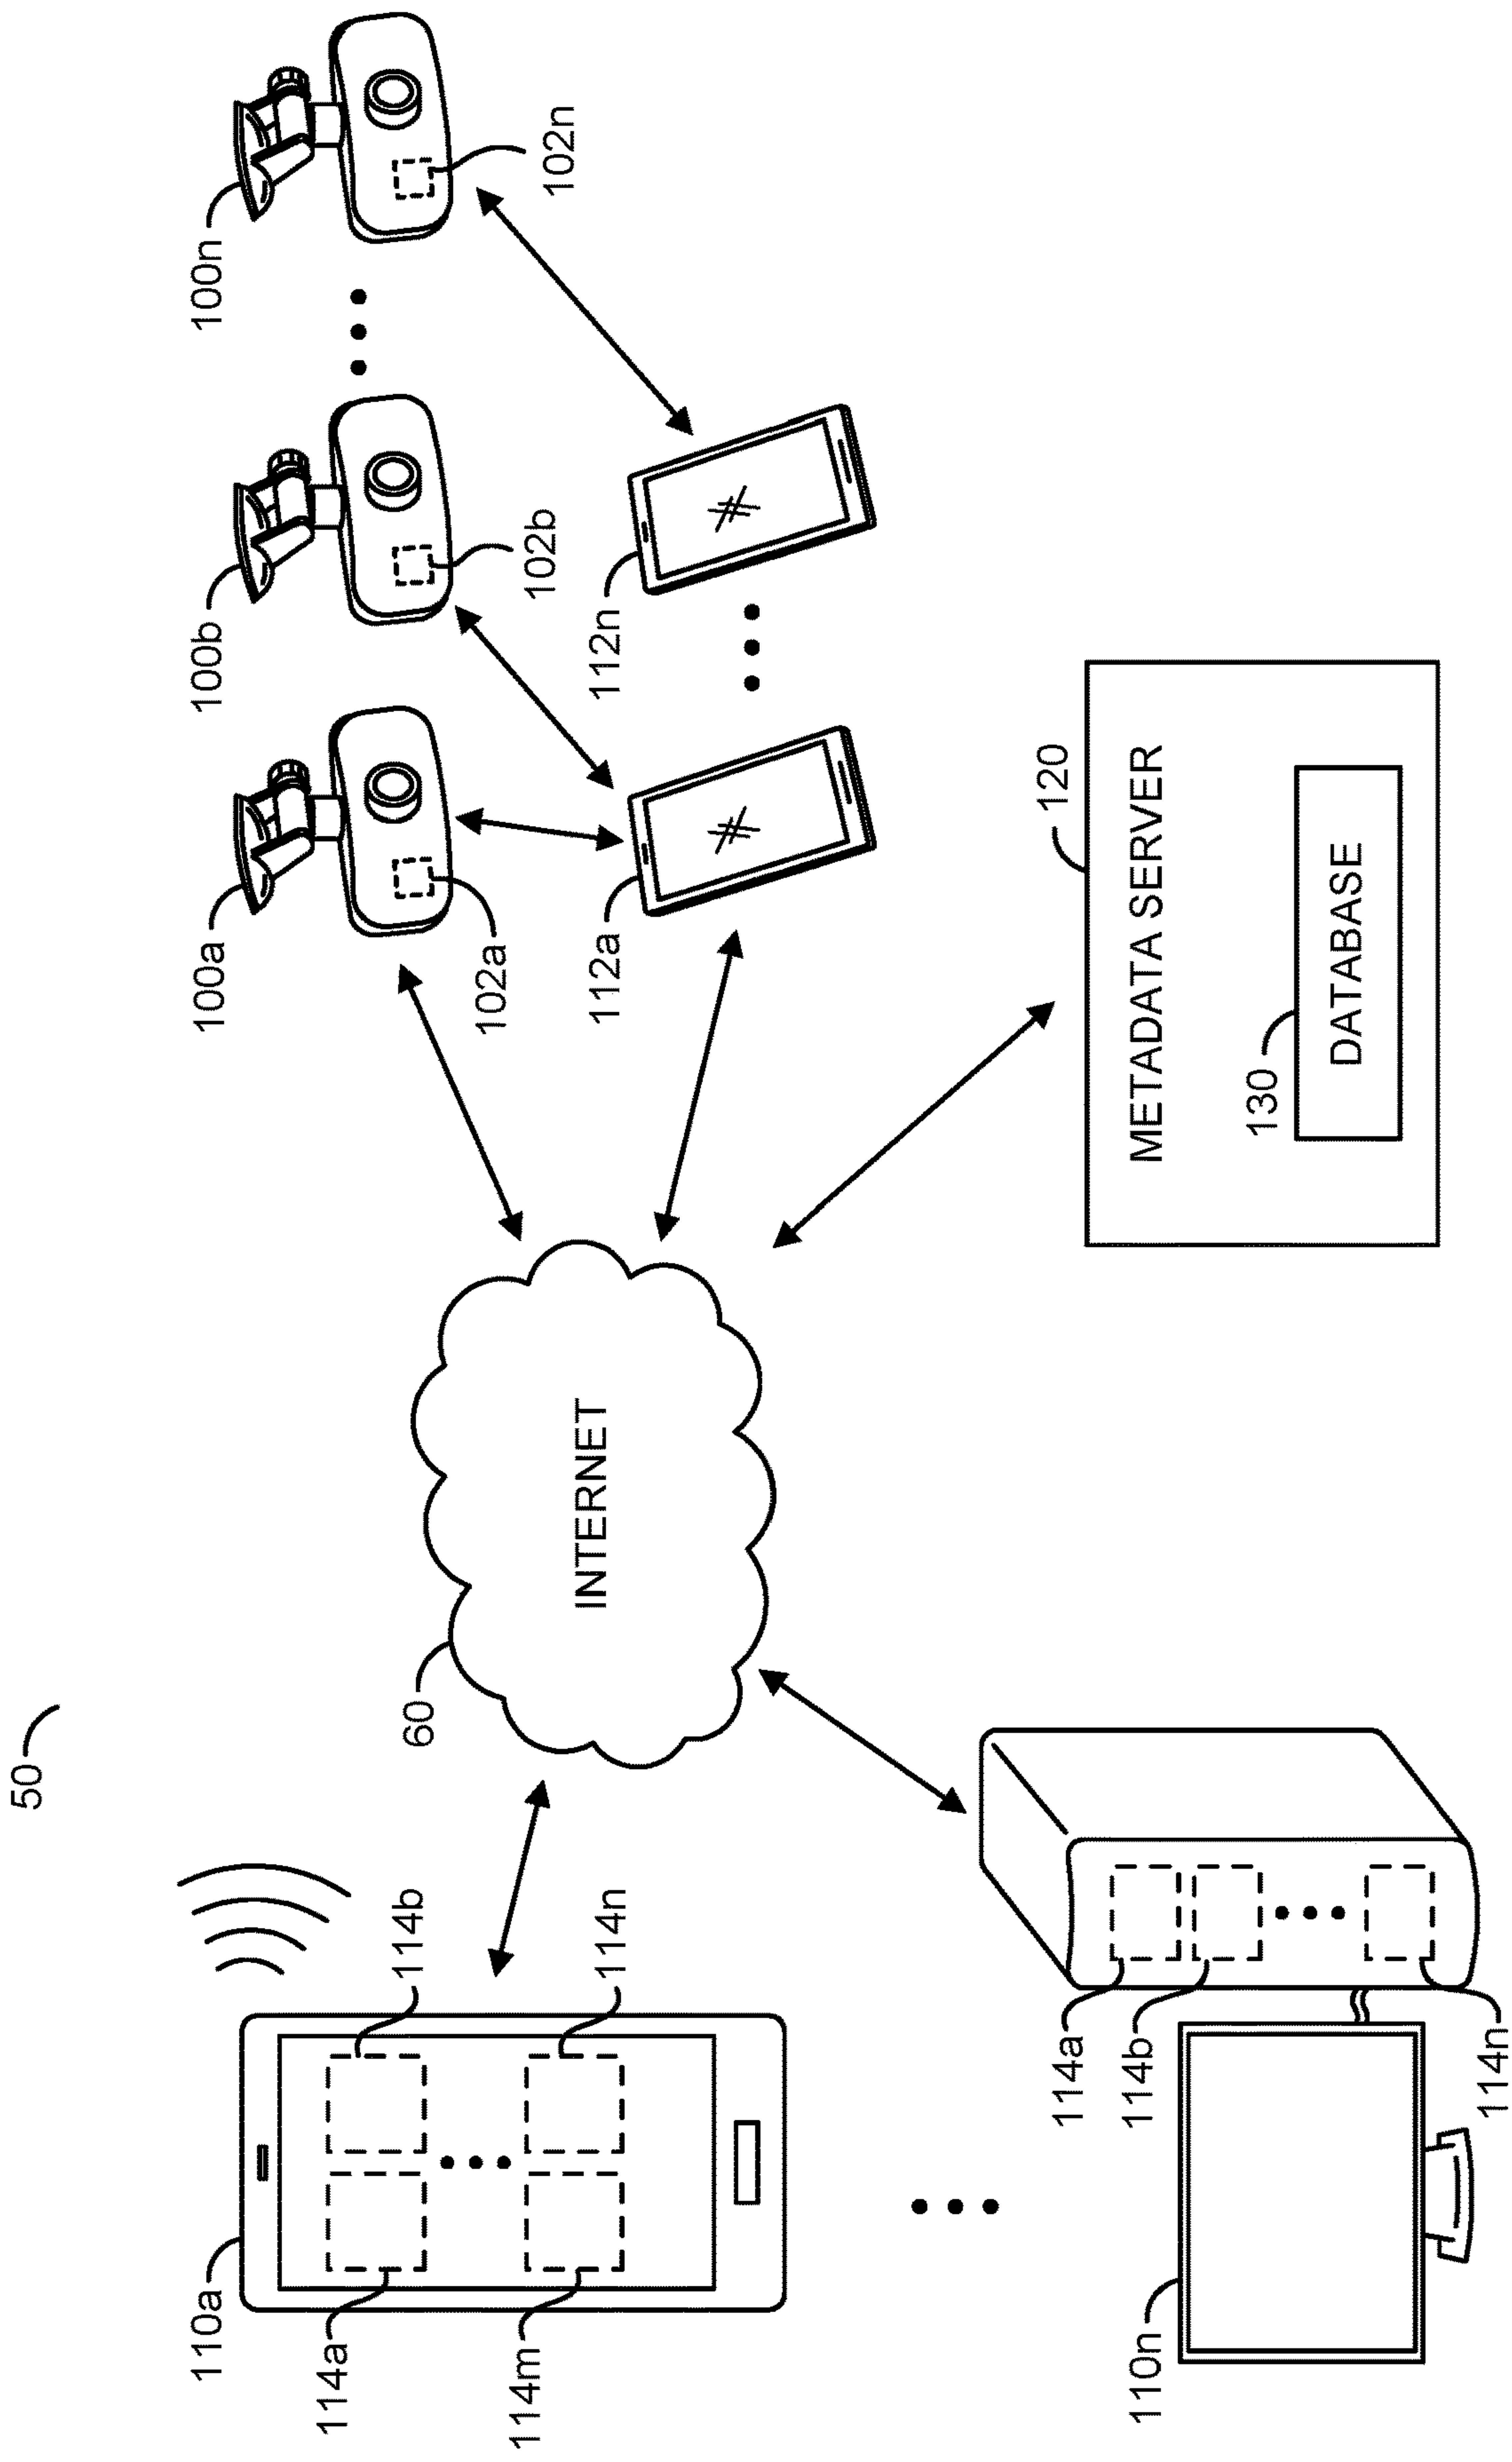 50
110a
114a
114b
114m
114n
60
INTERNET
100a
100b
100n
102a
102b
102n
112a
112n
110n
114a
114b
114n
120
METADATA SERVER
130
DATABASE